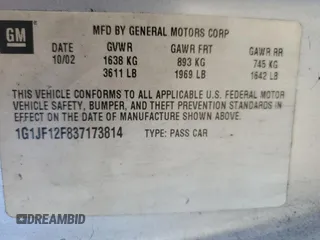 GM
MFD BY GENERAL MOTORS CORP
DATE GVWR GAWR FRT GAWR RR
10/02 1638 KG 893 KG 745 KG
3611 LB 1969 LB 1642 LB
THIS VEHICLE CONFORMS TO ALL U.S. FEDERAL MOTOR
VEHICLE SAFETY, BUMPER, AND THEFT PREVENTION STANDARDS IN
EFFECT ON THE DATE OF MANUFACTURE SHOWN ABOVE
1G1JF12F837173814 TYPE: PASS CAR
DREAMBID